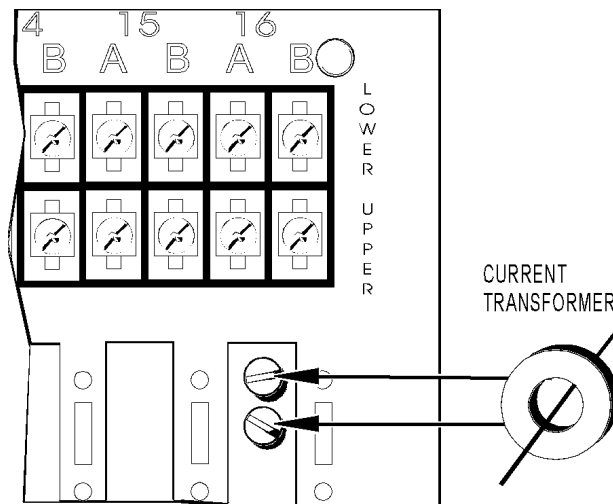 4 15 16
B A B A B
LOWER
UPPER
CURRENT
TRANSFORMER